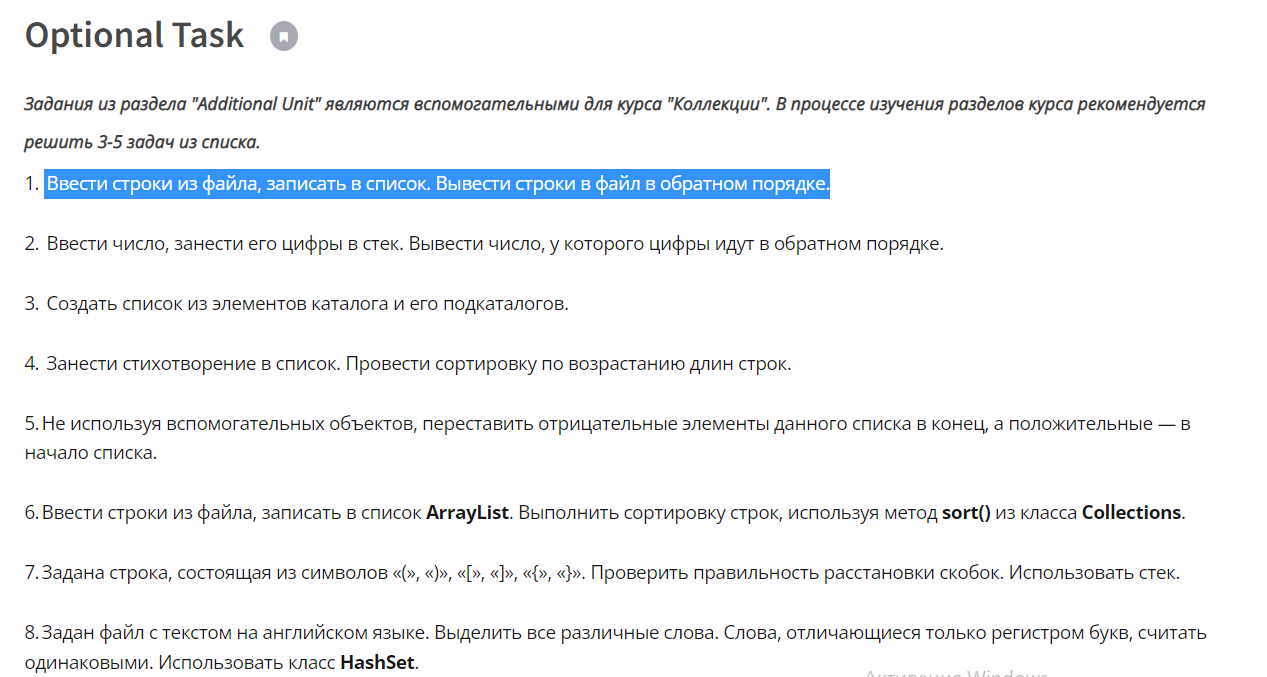 Optional Task
Задания из раздела "Additional Unit" являются вспомогательными для курса "Коллекции". В процессе изучения разделов курса рекомендуется
решить 3-5 задач из списка.
1. Ввести строки из файла, записать в список. Вывести строки в файл в обратном порядке.
2. Ввести число, занести его цифры в стек. Вывести число, у которого цифры идут в обратном порядке.
3. Создать список из элементов каталога и его подкаталогов.
4. Занести стихотворение в список. Провести сортировку по возрастанию длин строк.
5. Не используя вспомогательных объектов, переставить отрицательные элементы данного списка в конец, а положительные — в
начало списка.
6. Ввести строки из файла, записать в список ArrayList. Выполнить сортировку строк, используя метод sort() из класса Collections.
7. Задана строка, состоящая из символов «(», «)», «[», «]», «{», «}». Проверить правильность расстановки скобок. Использовать стек.
8. Задан файл с текстом на английском языке. Выделить все различные слова. Слова, отличающиеся только регистром букв, считать
одинаковыми. Использовать класс HashSet.
Активация Windows